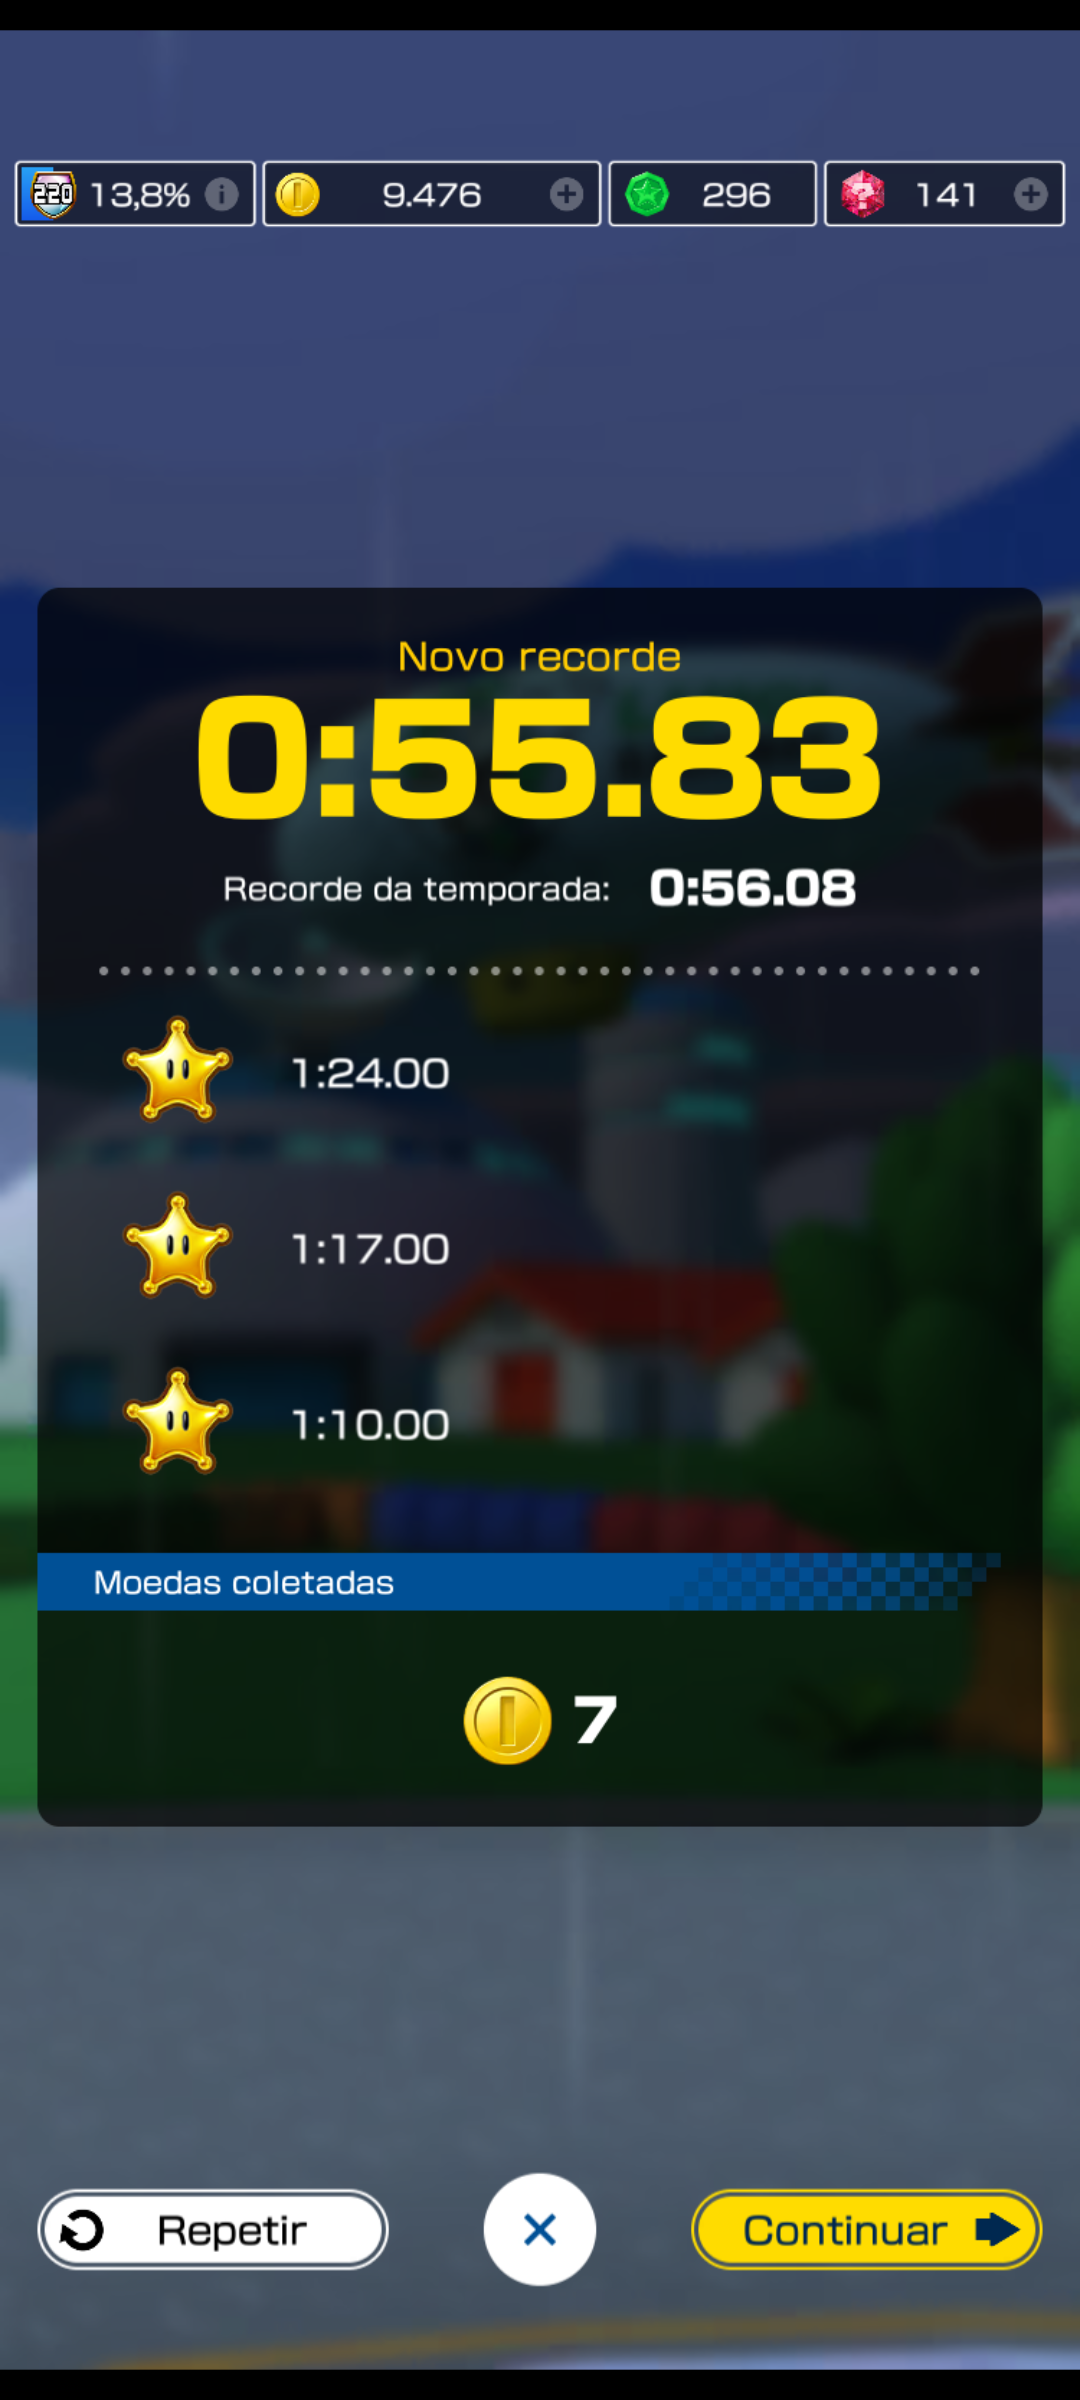 220 13,8% i 9.476 + 296 ? 141 +
Novo recorde
0:55.83
Recorde da temporada: 0:56.08
1:24.00
1:17.00
1:10.00
Moedas coletadas
7
Repetir × Continuar